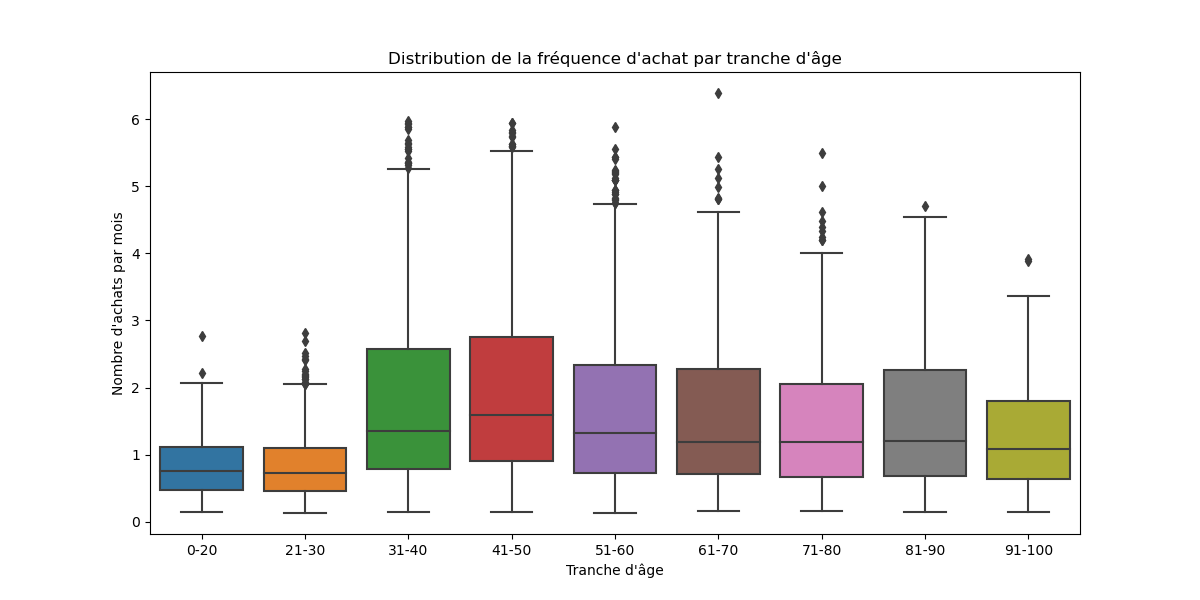 Distribution de la fréquence d'achat par tranche d'âge
Nombre d'achats par mois
6
5
4
3
2
1
0
0-20 21-30 31-40 41-50 51-60 61-70 71-80 81-90 91-100
Tranche d'âge